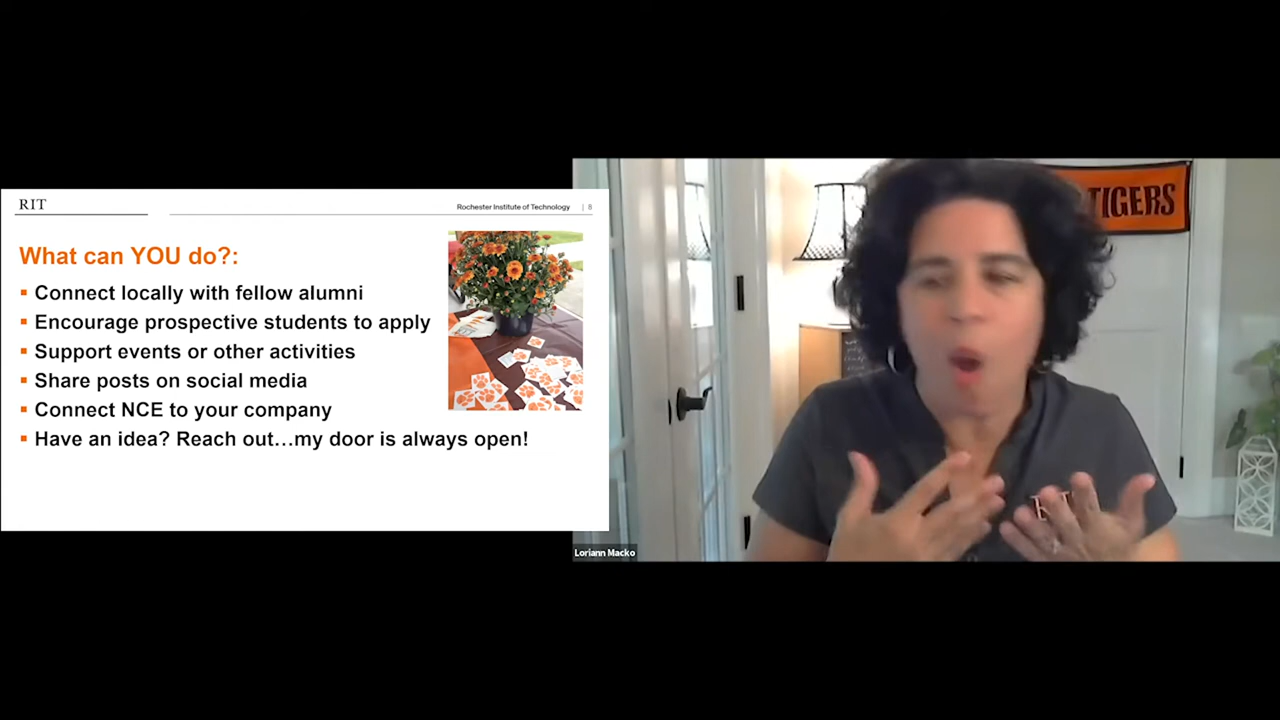 RIT
Rochester Institute of Technology | 8
What can YOU do?:
▪ Connect locally with fellow alumni
▪ Encourage prospective students to apply
▪ Support events or other activities
▪ Share posts on social media
▪ Connect NCE to your company
▪ Have an idea? Reach out…my door is always open!
TIGERS
RIT
Loriann Macko